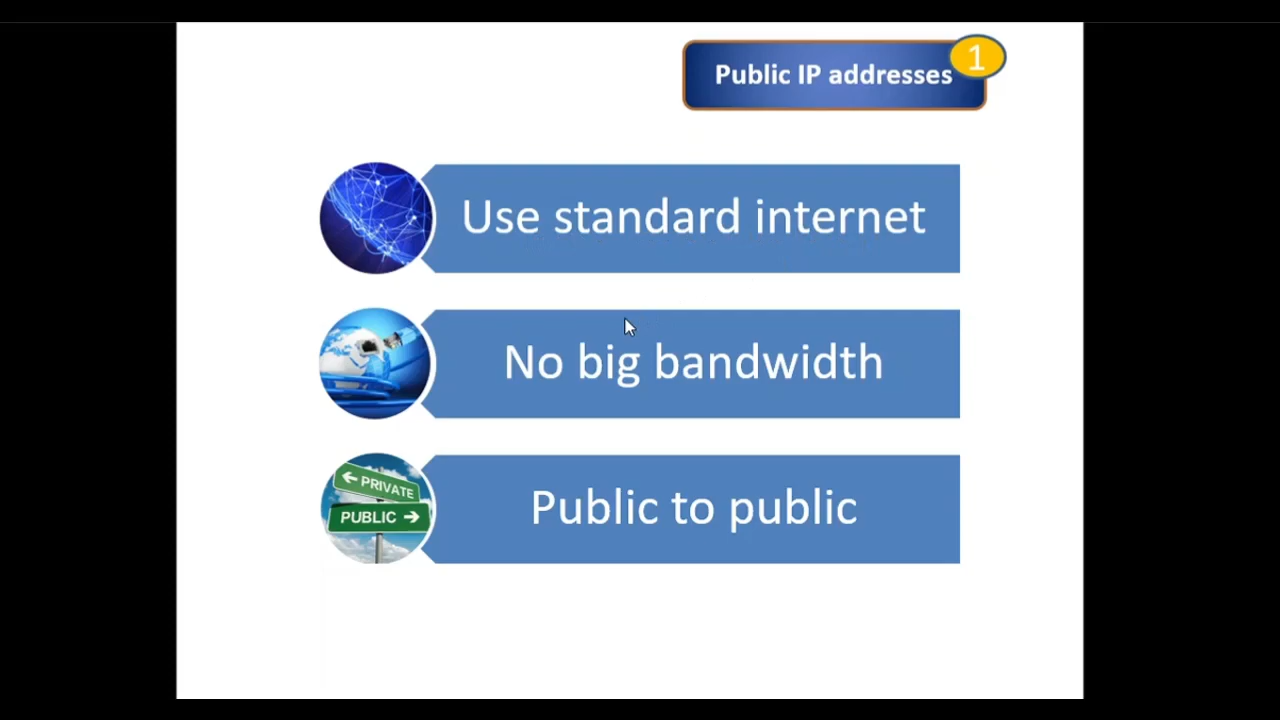 Public IP addresses
1
Use standard internet
No big bandwidth
PRIVATE
PUBLIC
Public to public